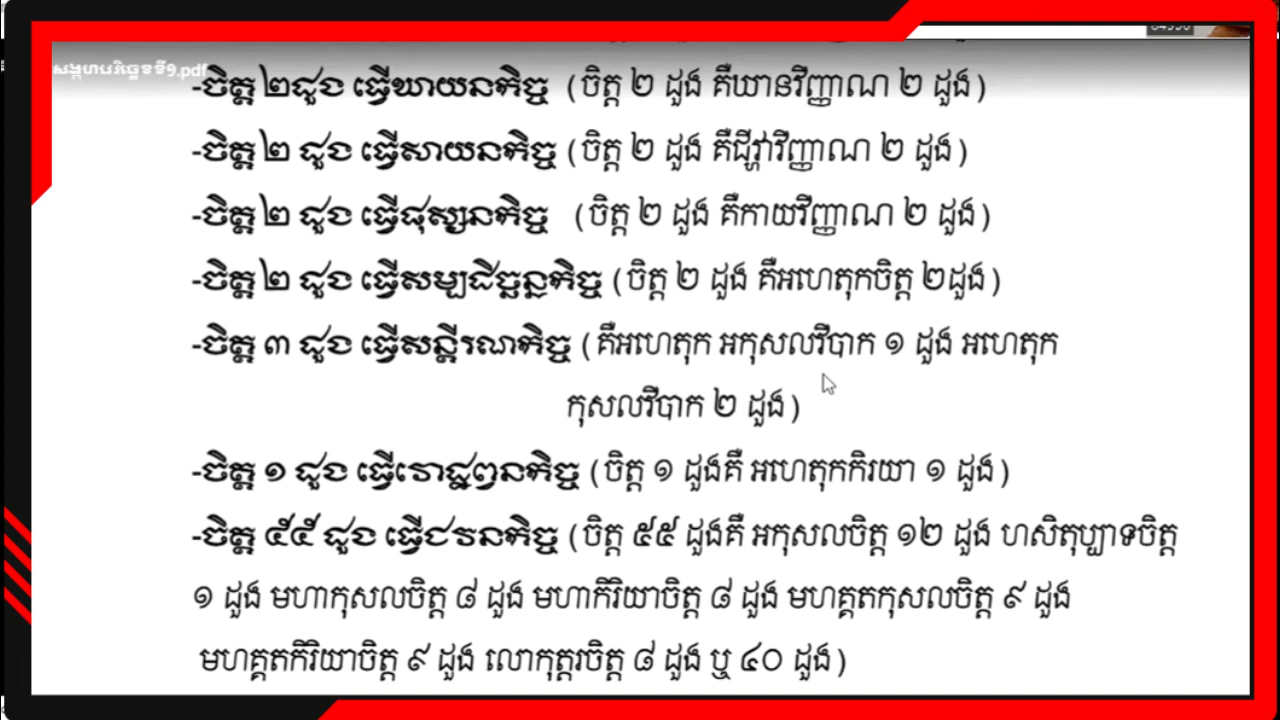 សង្គហបរិច្ឆេទទី១.pdf
-ចិត្ត ២ដួង ធ្វើឃាយនកិច្ច (ចិត្ត ២ ដួង គឺឃានវិញ្ញាណ ២ ដួង)
-ចិត្ត ២ ដួង ធ្វើសាយនកិច្ច (ចិត្ត ២ ដួង គឺជីវ្ហាវិញ្ញាណ ២ ដួង)
-ចិត្ត ២ ដួង ធ្វើផុស្សនកិច្ច (ចិត្ត ២ ដួង គឺកាយវិញ្ញាណ ២ ដួង)
-ចិត្ត ២ ដួង ធ្វើសម្បដិច្ឆន្នកិច្ច (ចិត្ត ២ ដួង គឺអហេតុកចិត្ត ២ដួង)
-ចិត្ត ៣ ដួង ធ្វើសន្តីរណកិច្ច (គឺអហេតុក អកុសលវិបាក ១ ដួង អហេតុក
កុសលវិបាក ២ ដួង)
-ចិត្ត ១ ដួង ធ្វើវោដ្ឋព្វនកិច្ច (ចិត្ត ១ ដួងគឺ អហេតុកកិរយា ១ ដួង)
-ចិត្ត ៥៥ ដួង ធ្វើជវនកិច្ច (ចិត្ត ៥៥ ដួងគឺ អកុសលចិត្ត ១២ ដួង ហសិតុប្បាទចិត្ត
១ ដួង មហាកុសលចិត្ត ៨ ដួង មហាកិរិយាចិត្ត ៨ ដួង មហគ្គតកុសលចិត្ត ៩ ដួង
មហគ្គតកិរិយាចិត្ត ៩ ដួង លោកុត្តរចិត្ត ៨ ដួង ឬ ៤០ ដួង)